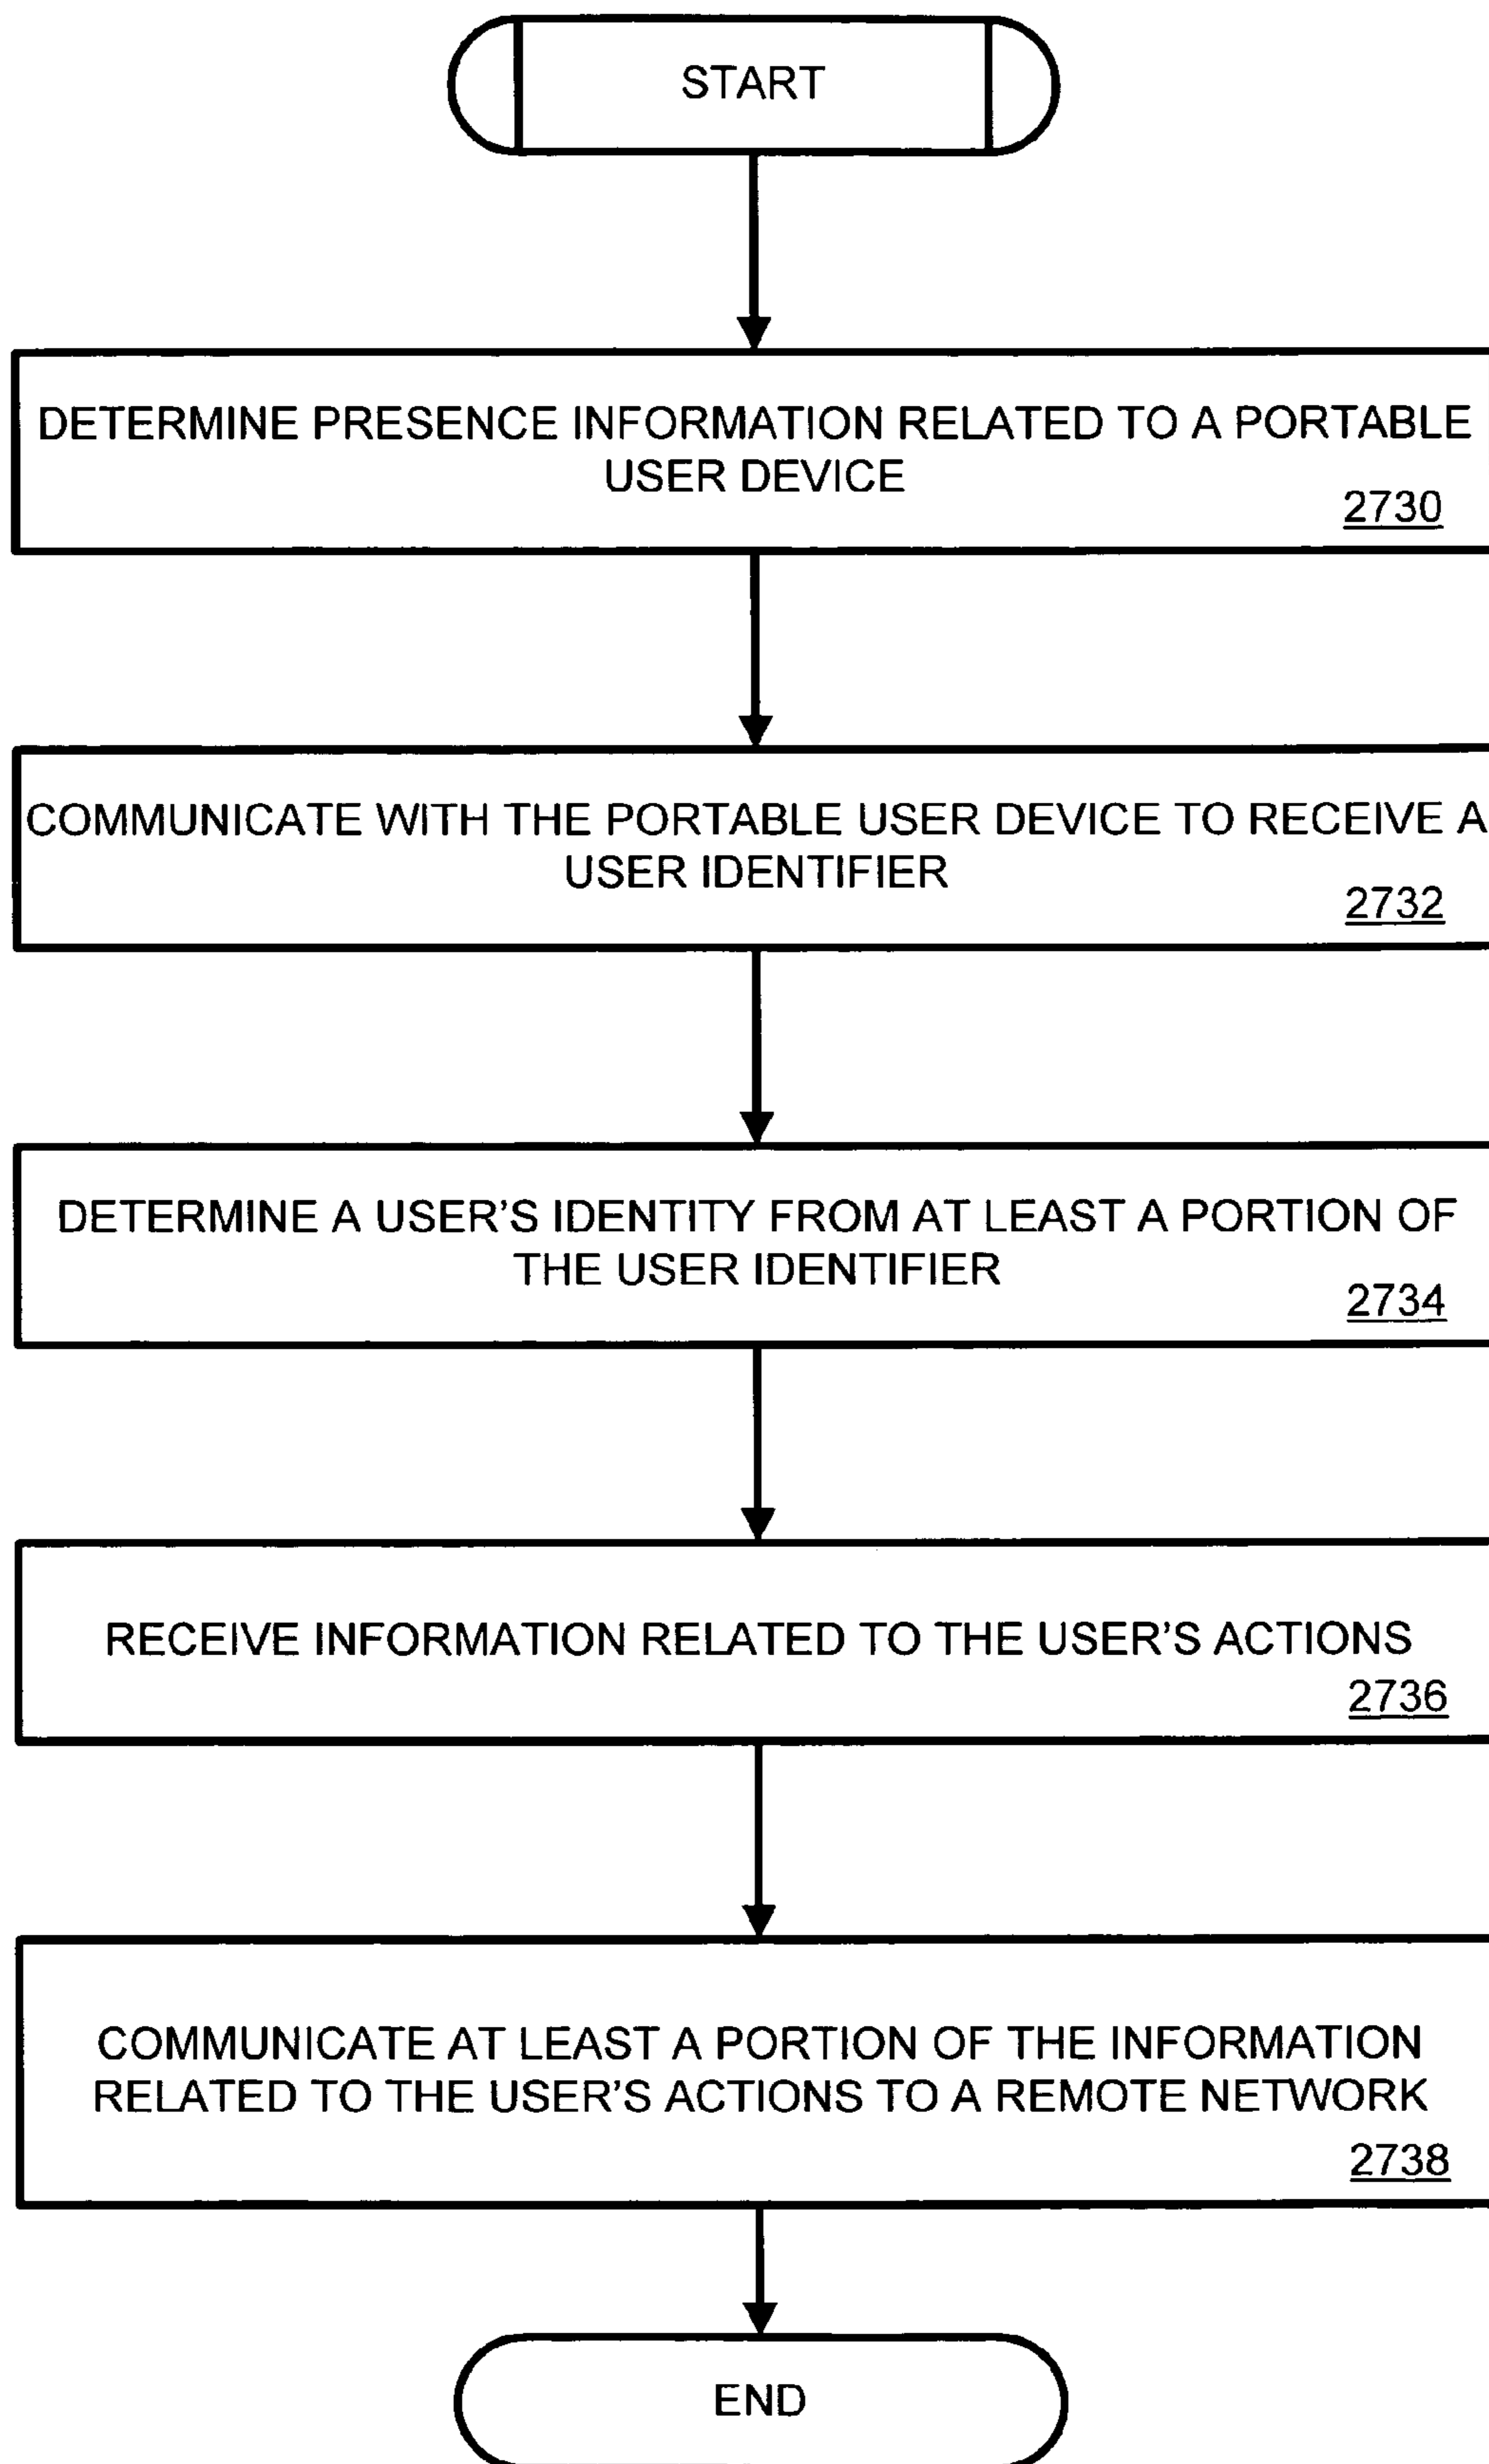 START
DETERMINE PRESENCE INFORMATION RELATED TO A PORTABLE
USER DEVICE
2730
COMMUNICATE WITH THE PORTABLE USER DEVICE TO RECEIVE A
USER IDENTIFIER
2732
DETERMINE A USER'S IDENTITY FROM AT LEAST A PORTION OF
THE USER IDENTIFIER
2734
RECEIVE INFORMATION RELATED TO THE USER'S ACTIONS
2736
COMMUNICATE AT LEAST A PORTION OF THE INFORMATION
RELATED TO THE USER'S ACTIONS TO A REMOTE NETWORK
2738
END